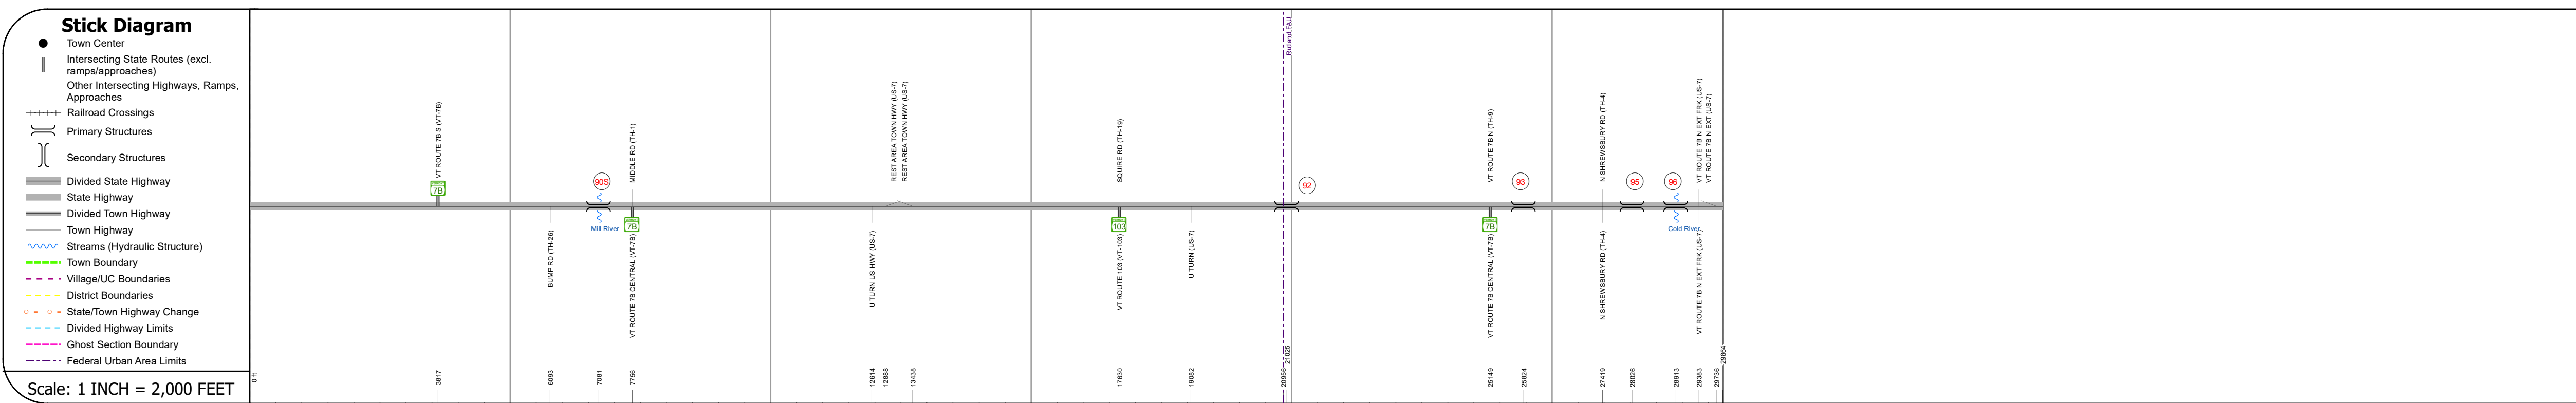 Stick Diagram
Town Center
Intersecting State Routes (excl.
ramps/approaches)
Other Intersecting Highways, Ramps,
Approaches
Railroad Crossings
Primary Structures
Secondary Structures
Divided State Highway
State Highway
Divided Town Highway
Town Highway
Streams (Hydraulic Structure)
Town Boundary
Village/UC Boundaries
District Boundaries
State/Town Highway Change
Divided Highway Limits
Ghost Section Boundary
Federal Urban Area Limits
Scale: 1 INCH = 2,000 FEET
0 ft
VT ROUTE 7B S (VT-7B)
7B
3817
BUMP RD (TH-26)
6093
90S
Mill River
7081
MIDDLE RD (TH-1)
7B
VT ROUTE 7B CENTRAL (VT-7B)
7756
U TURN US HWY (US-7)
12614
REST AREA TOWN HWY (US-7)
12888
REST AREA TOWN HWY (US-7)
13438
SQUIRE RD (TH-19)
103
VT ROUTE 103 (VT-103)
17630
U TURN (US-7)
19082
Rutland FAU
20956
92
21025
VT ROUTE 7B N (TH-9)
7B
VT ROUTE 7B CENTRAL (VT-7B)
25149
93
25824
N SHREWSBURY RD (TH-4)
N SHREWSBURY RD (TH-4)
27419
95
28026
96
Cold River
28913
VT ROUTE 7B N EXT FRK (US-7)
VT ROUTE 7B N EXT FRK (US-7)
29383
VT ROUTE 7B N EXT (US-7)
29736
29864